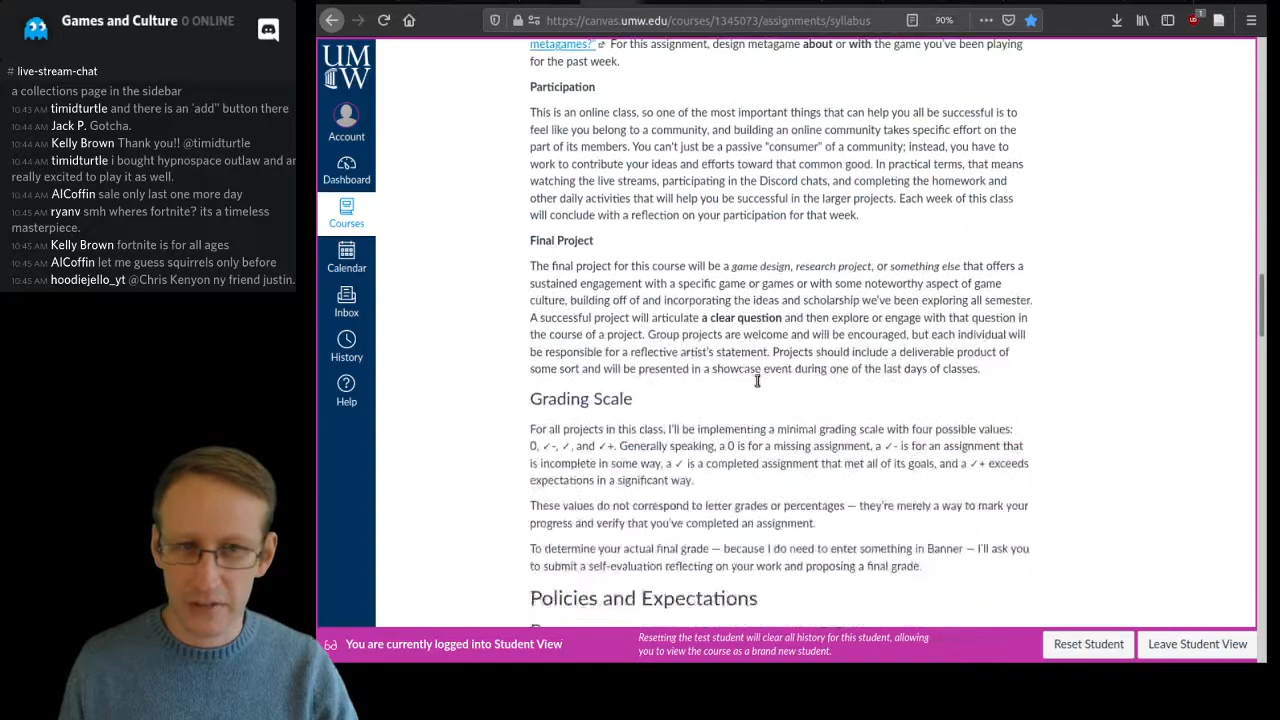 Games and Culture 0 ONLINE
# live-stream-chat
a collections page in the sidebar
10:43 AM timidturtle and there is an 'add" button there
10:44 AM Jack P. Gotcha.
10:44 AM Kelly Brown Thank you!! @timidturtle
10:44 AM timidturtle i bought hypnospace outlaw and ar
really excited to play it as well.
10:44 AM AlCoffin sale only last one more day
10:45 AM ryanv smh wheres fortnite? its a timeless
masterpiece.
10:45 AM Kelly Brown fortnite is for all ages
10:45 AM AlCoffin let me guess squirrels only before
10:45 AM hoodiejello_yt @Chris Kenyon ny friend justin.
https://canvas.umw.edu/courses/1345073/assignments/syllabus
90%
1
UM
W
Account
Dashboard
Courses
Calendar
Inbox
History
Help
metagames?" For this assignment, design metagame about or with the game you've been playing
for the past week.
Participation
This is an online class, so one of the most important things that can help you all be successful is to
feel like you belong to a community, and building an online community takes specific effort on the
part of its members. You can't just be a passive "consumer" of a community; instead, you have to
work to contribute your ideas and efforts toward that common good. In practical terms, that means
watching the live streams, participating in the Discord chats, and completing the homework and
other daily activities that will help you be successful in the larger projects. Each week of this class
will conclude with a reflection on your participation for that week.
Final Project
The final project for this course will be a game design, research project, or something else that offers a
sustained engagement with a specific game or games or with some noteworthy aspect of game
culture, building off of and incorporating the ideas and scholarship we've been exploring all semester.
A successful project will articulate a clear question and then explore or engage with that question in
the course of a project. Group projects are welcome and will be encouraged, but each individual will
be responsible for a reflective artist's statement. Projects should include a deliverable product of
some sort and will be presented in a showcase event during one of the last days of classes.
Grading Scale
For all projects in this class, I'll be implementing a minimal grading scale with four possible values:
0, ✓-, ✓, and ✓+. Generally speaking, a 0 is for a missing assignment, a ✓- is for an assignment that
is incomplete in some way, a ✓ is a completed assignment that met all of its goals, and a ✓+ exceeds
expectations in a significant way.
These values do not correspond to letter grades or percentages — they're merely a way to mark your
progress and verify that you've completed an assignment.
To determine your actual final grade — because I do need to enter something in Banner — I'll ask you
to submit a self-evaluation reflecting on your work and proposing a final grade.
Policies and Expectations
You are currently logged into Student View
Resetting the test student will clear all history for this student, allowing
you to view the course as a brand new student.
Reset Student
Leave Student View